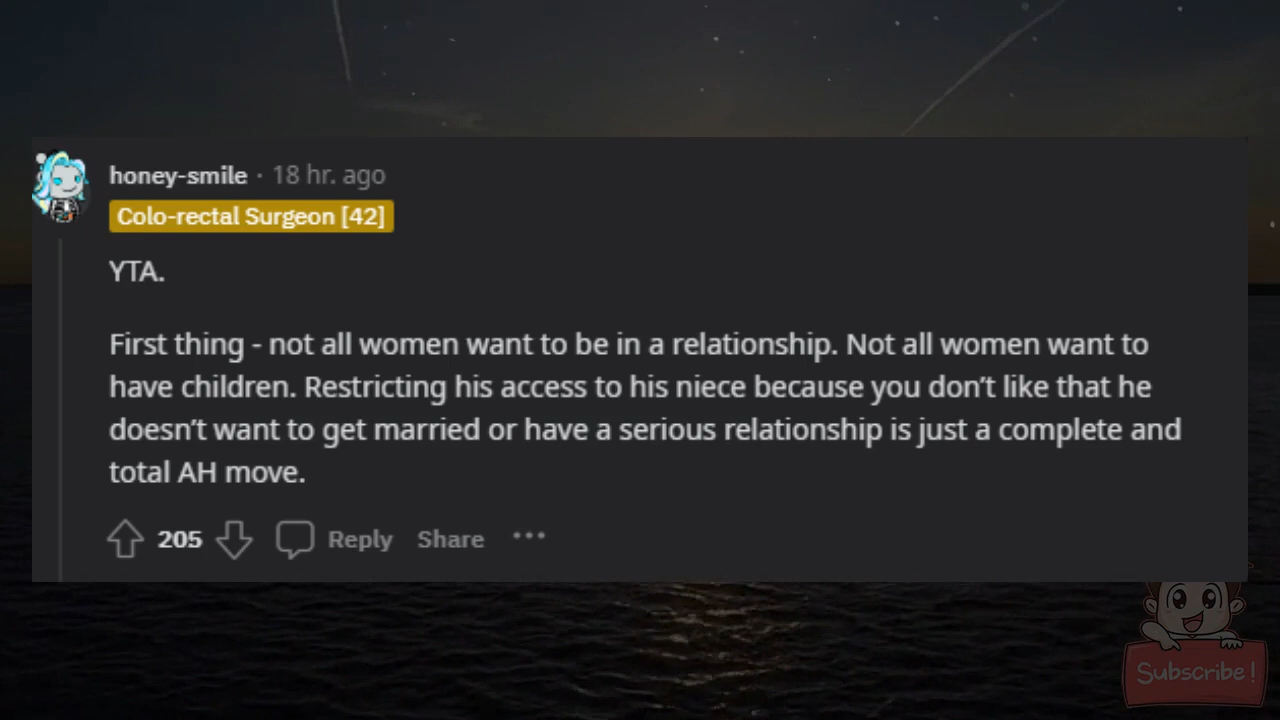 honey-smile · 18 hr. ago
Colo-rectal Surgeon [42]
YTA.
First thing - not all women want to be in a relationship. Not all women want to
have children. Restricting his access to his niece because you don’t like that he
doesn’t want to get married or have a serious relationship is just a complete and
total AH move.
205 Reply Share ···
Subscribe!